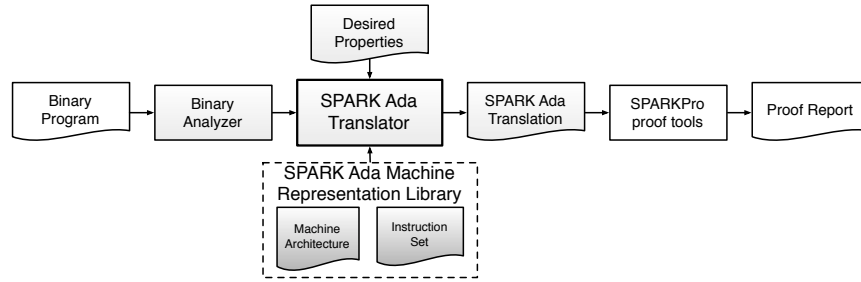 Desired
Properties
Binary
Program
Binary
Analyzer
SPARK Ada
Translator
SPARK Ada
Translation
SPARKPro
proof tools
Proof Report
SPARK Ada Machine
Representation Library
Machine
Architecture
Instruction
Set